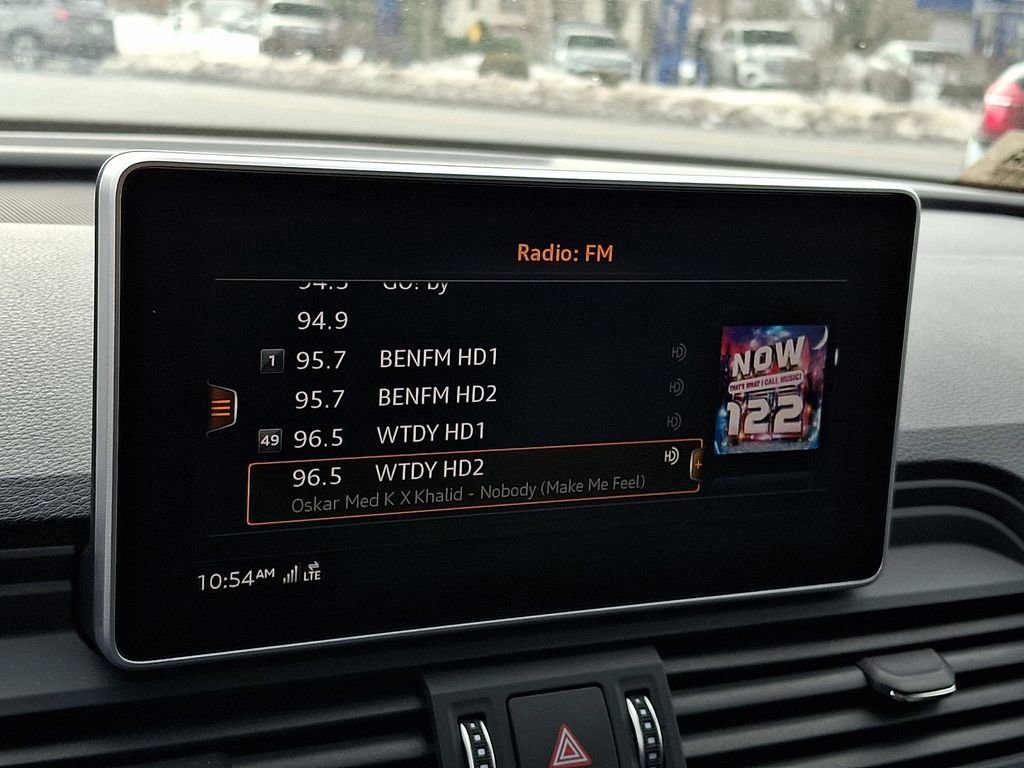 Radio: FM
94.9
1 95.7 BENFM HD1
95.7 BENFM HD2
49 96.5 WTDY HD1
96.5 WTDY HD2
Oskar Med K X Khalid - Nobody (Make Me Feel)
NOW
THAT'S WHAT I CALL MUSIC!
122
10:54AM LTE